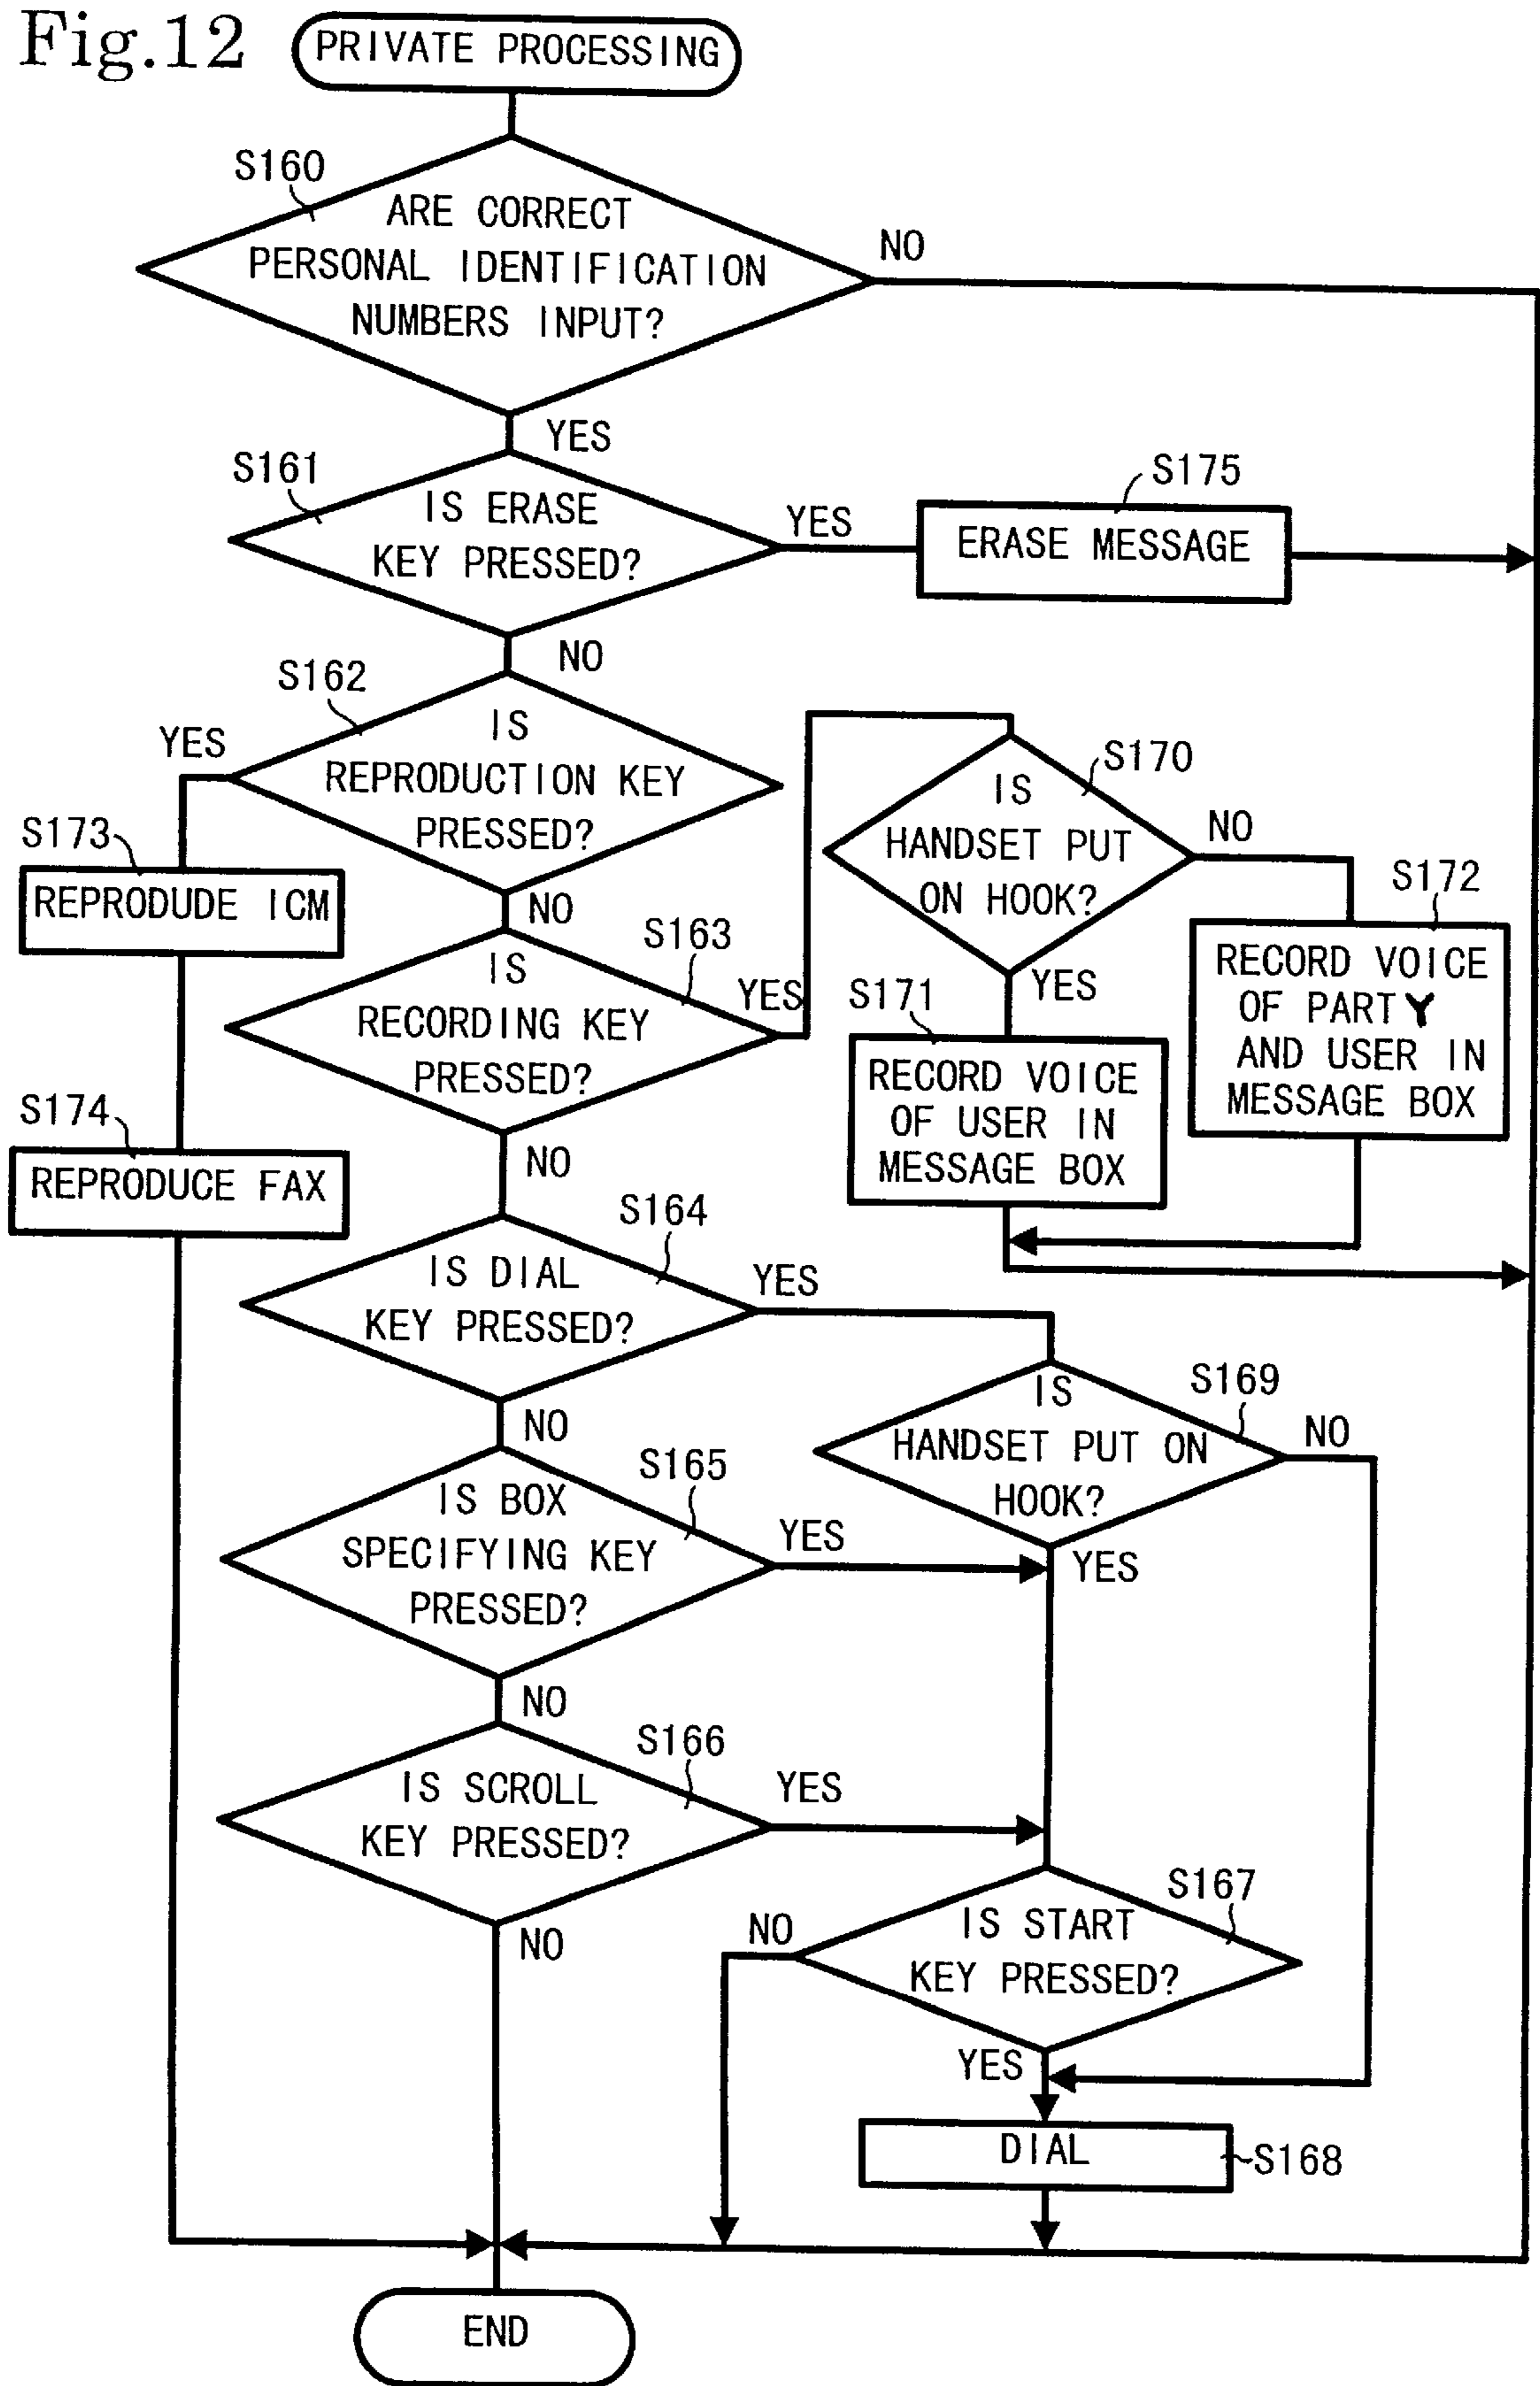 Fig.12
PRIVATE PROCESSING
S160
ARE CORRECT
PERSONAL IDENTIFICATION
NUMBERS INPUT?
NO
YES
S161
IS ERASE
KEY PRESSED?
YES
S175
ERASE MESSAGE
NO
S162
IS
REPRODUCTION KEY
PRESSED?
YES
S173
REPRODUDE ICM
S174
REPRODUCE FAX
NO
S163
IS
RECORDING KEY
PRESSED?
YES
S170
IS
HANDSET PUT
ON HOOK?
NO
S172
RECORD VOICE
OF PARTY
AND USER IN
MESSAGE BOX
YES
S171
RECORD VOICE
OF USER IN
MESSAGE BOX
NO
S164
IS DIAL
KEY PRESSED?
YES
S169
IS
HANDSET PUT ON
HOOK?
NO
YES
NO
S165
IS BOX
SPECIFYING KEY
PRESSED?
YES
NO
S166
IS SCROLL
KEY PRESSED?
YES
NO
S167
IS START
KEY PRESSED?
NO
YES
DIAL
S168
END